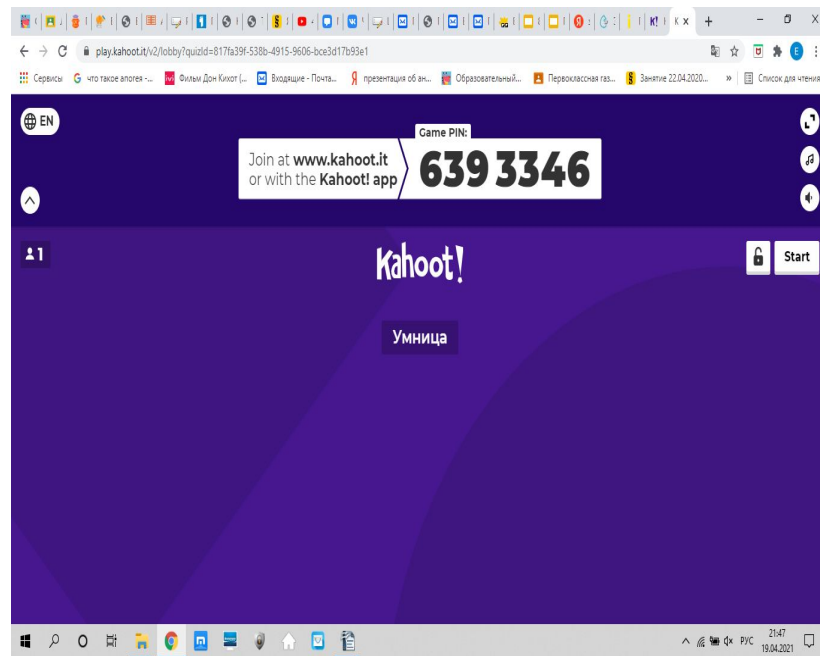 play.kahoot.it/v2/lobby?quizId=817fa39f-538b-4915-9606-bce3d17b93e1
Сервисы что такое апогея -... Фильм Дон Кихот (... Входящие - Почта... презентация об ан... Образовательный... Первоклассная газ... Занятие 22.04.2020... » Список для чтения
EN
Game PIN:
Join at www.kahoot.it
or with the Kahoot! app
639 3346
1
Kahoot!
Start
Умница
РУС
21:47
19.04.2021